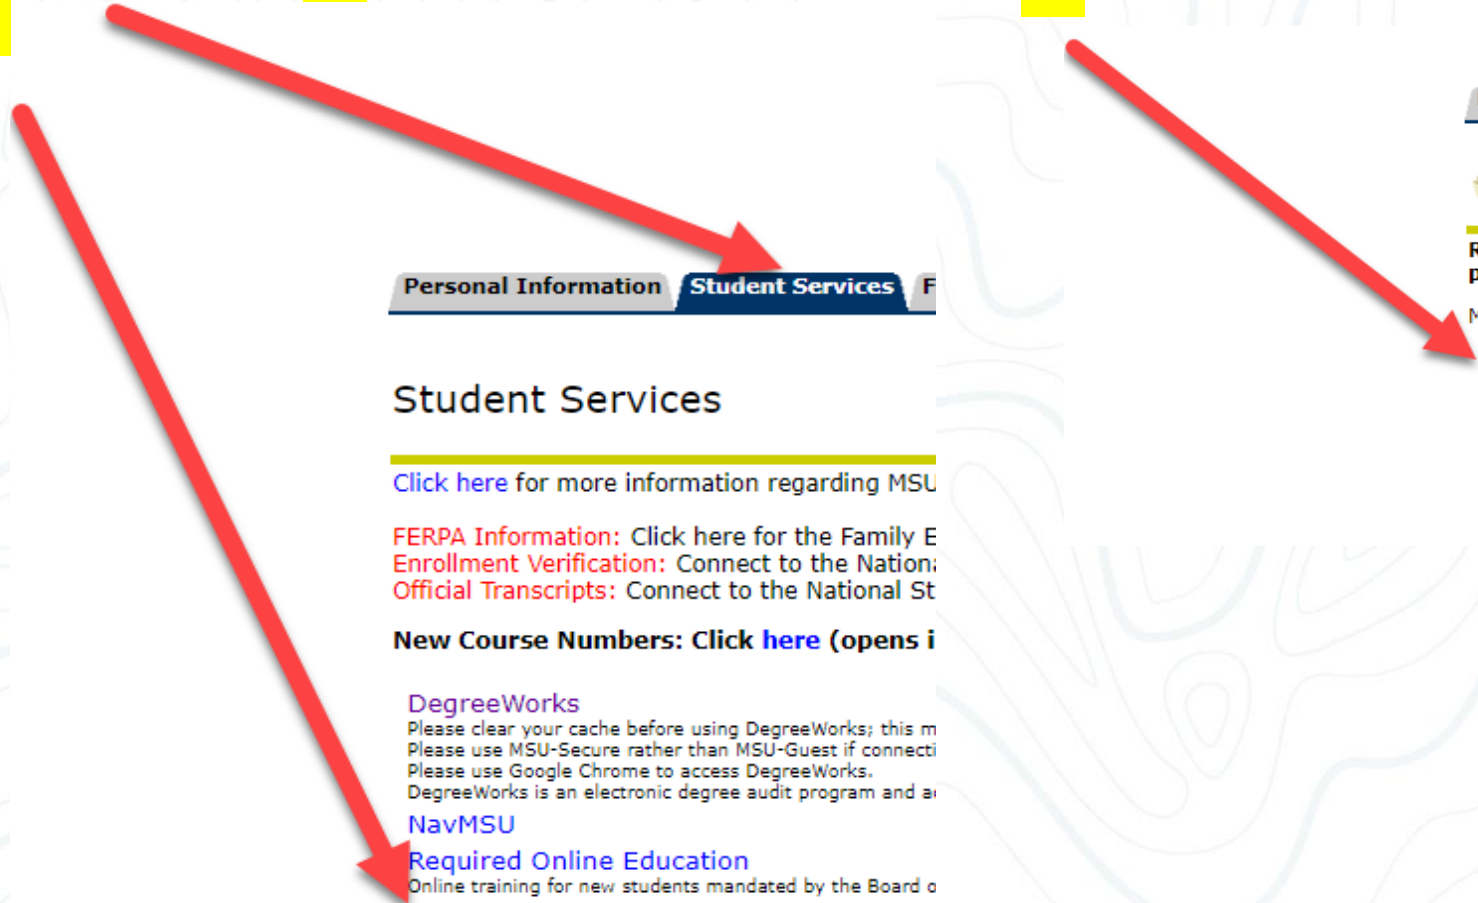 Personal Information
Student Services
F
Student Services
Click here for more information regarding MSU
FERPA Information: Click here for the Family E
Enrollment Verification: Connect to the Nationa
Official Transcripts: Connect to the National St
New Course Numbers: Click here (opens i
DegreeWorks
Please clear your cache before using DegreeWorks; this m
Please use MSU-Secure rather than MSU-Guest if connecti
Please use Google Chrome to access DegreeWorks.
DegreeWorks is an electronic degree audit program and a
NavMSU
Required Online Education
Online training for new students mandated by the Board o
R
p
M